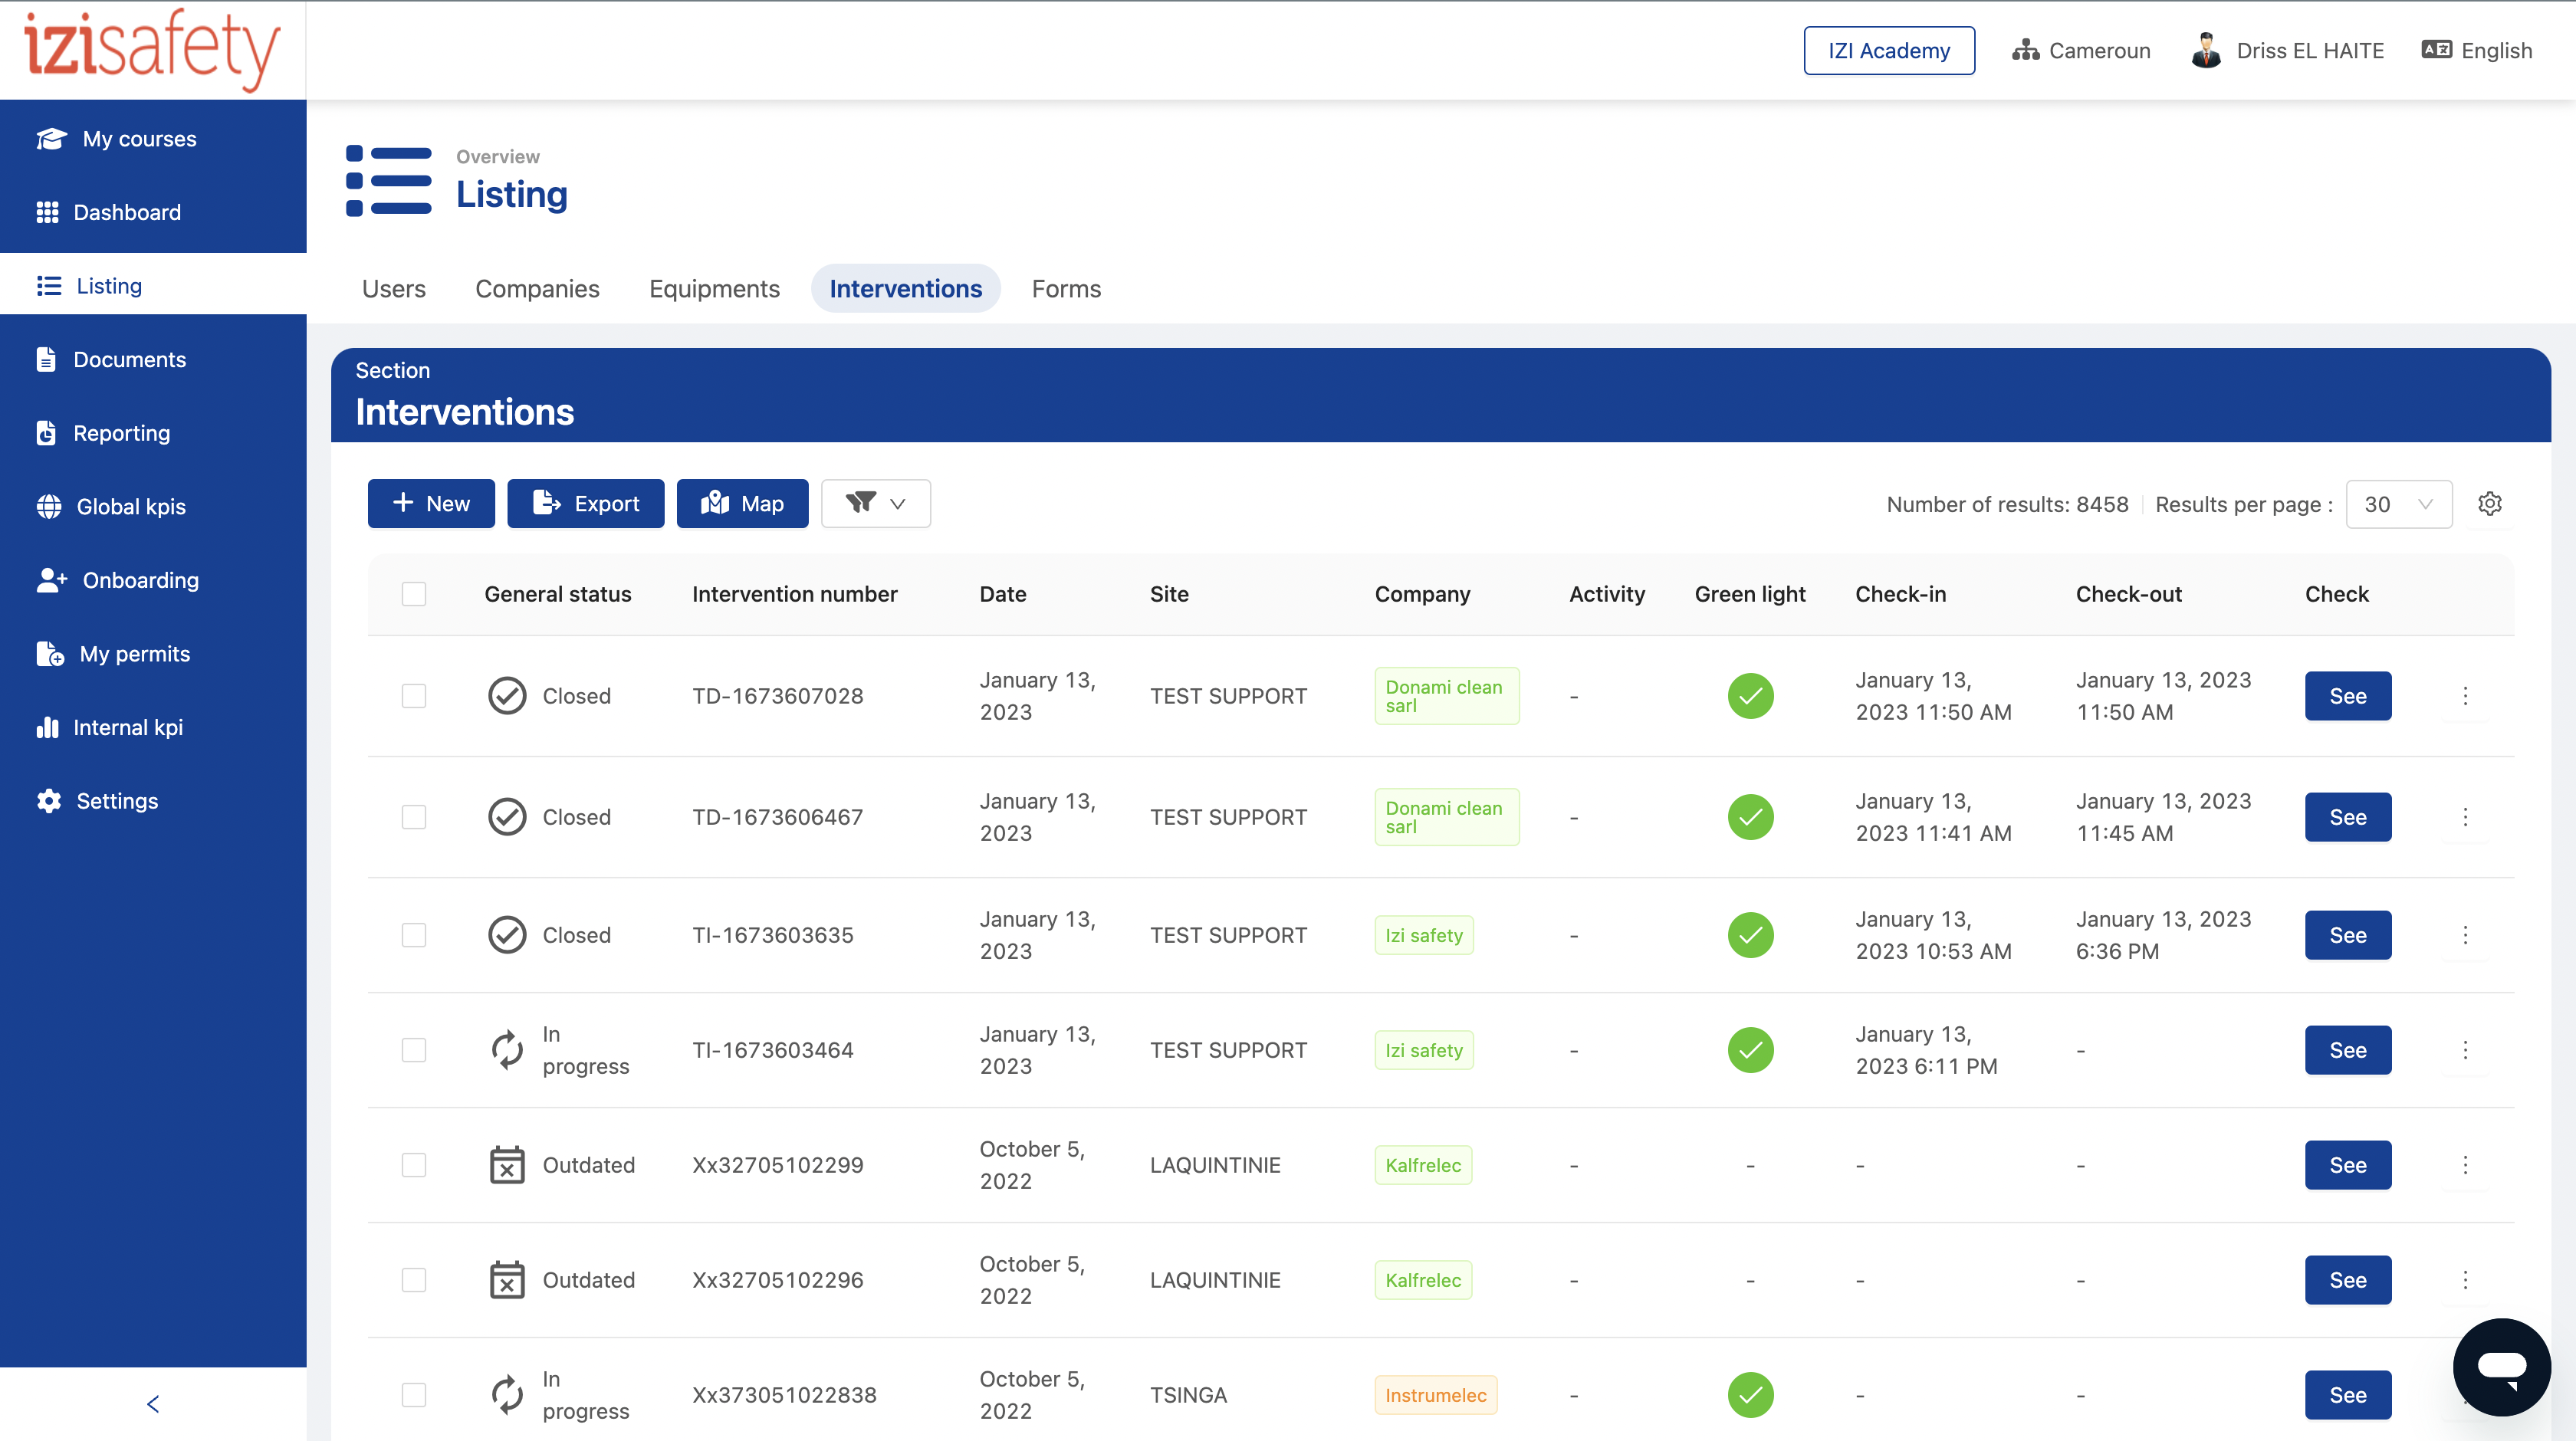 izisafety
IZI Academy
Cameroun
Driss EL HAITE
English
My courses
Dashboard
Listing
Documents
Reporting
Global kpis
Onboarding
My permits
Internal kpi
Settings
Overview
Listing
Users Companies Equipments Interventions Forms
Section
Interventions
New Export Map
Number of results: 8458 Results per page : 30
General status Intervention number Date Site Company Activity Green light Check-in Check-out Check
Closed TD-1673607028 January 13, 2023 TEST SUPPORT Donami clean sarl - January 13, 2023 11:50 AM January 13, 2023 11:50 AM See
Closed TD-1673606467 January 13, 2023 TEST SUPPORT Donami clean sarl - January 13, 2023 11:41 AM January 13, 2023 11:45 AM See
Closed TI-1673603635 January 13, 2023 TEST SUPPORT Izi safety - January 13, 2023 10:53 AM January 13, 2023 6:36 PM See
In progress TI-1673603464 January 13, 2023 TEST SUPPORT Izi safety - January 13, 2023 6:11 PM - See
Outdated Xx32705102299 October 5, 2022 LAQUINTINIE Kalfrelec - - - - See
Outdated Xx32705102296 October 5, 2022 LAQUINTINIE Kalfrelec - - - - See
In progress Xx373051022838 October 5, 2022 TSINGA Instrumelec - - - See